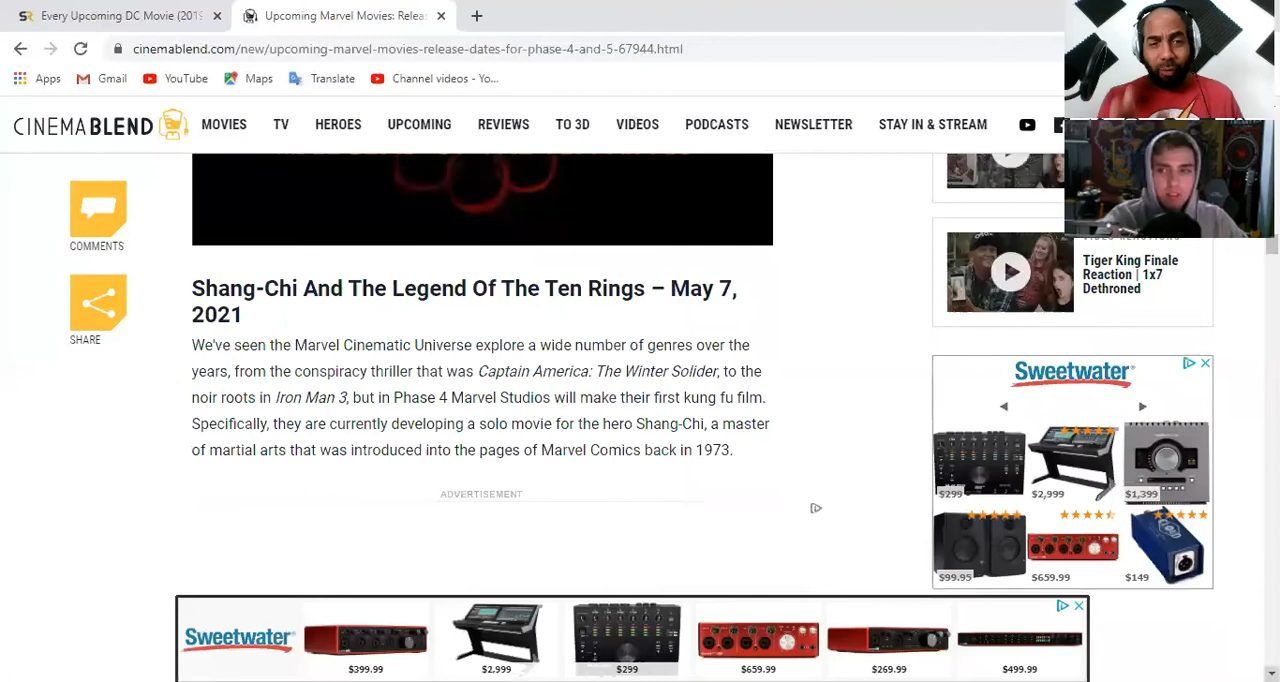 Every Upcoming DC Movie (2019
Upcoming Marvel Movies: Relea
cinemablend.com/new/upcoming-marvel-movies-release-dates-for-phase-4-and-5-67944.html
Apps Gmail YouTube Maps Translate Channel videos - Yo...
CINEMABLEND MOVIES TV HEROES UPCOMING REVIEWS TO 3D VIDEOS PODCASTS NEWSLETTER STAY IN & STREAM
COMMENTS
SHARE
Shang-Chi And The Legend Of The Ten Rings – May 7,
2021
We've seen the Marvel Cinematic Universe explore a wide number of genres over the
years, from the conspiracy thriller that was Captain America: The Winter Solider, to the
noir roots in Iron Man 3, but in Phase 4 Marvel Studios will make their first kung fu film.
Specifically, they are currently developing a solo movie for the hero Shang-Chi, a master
of martial arts that was introduced into the pages of Marvel Comics back in 1973.
ADVERTISEMENT
Tiger King Finale
Reaction | 1x7
Dethroned
Sweetwater
$299 $2,999 $1,399
$99.95 $659.99 $149
Sweetwater
$399.99 $2,999 $299 $659.99 $269.99 $499.99